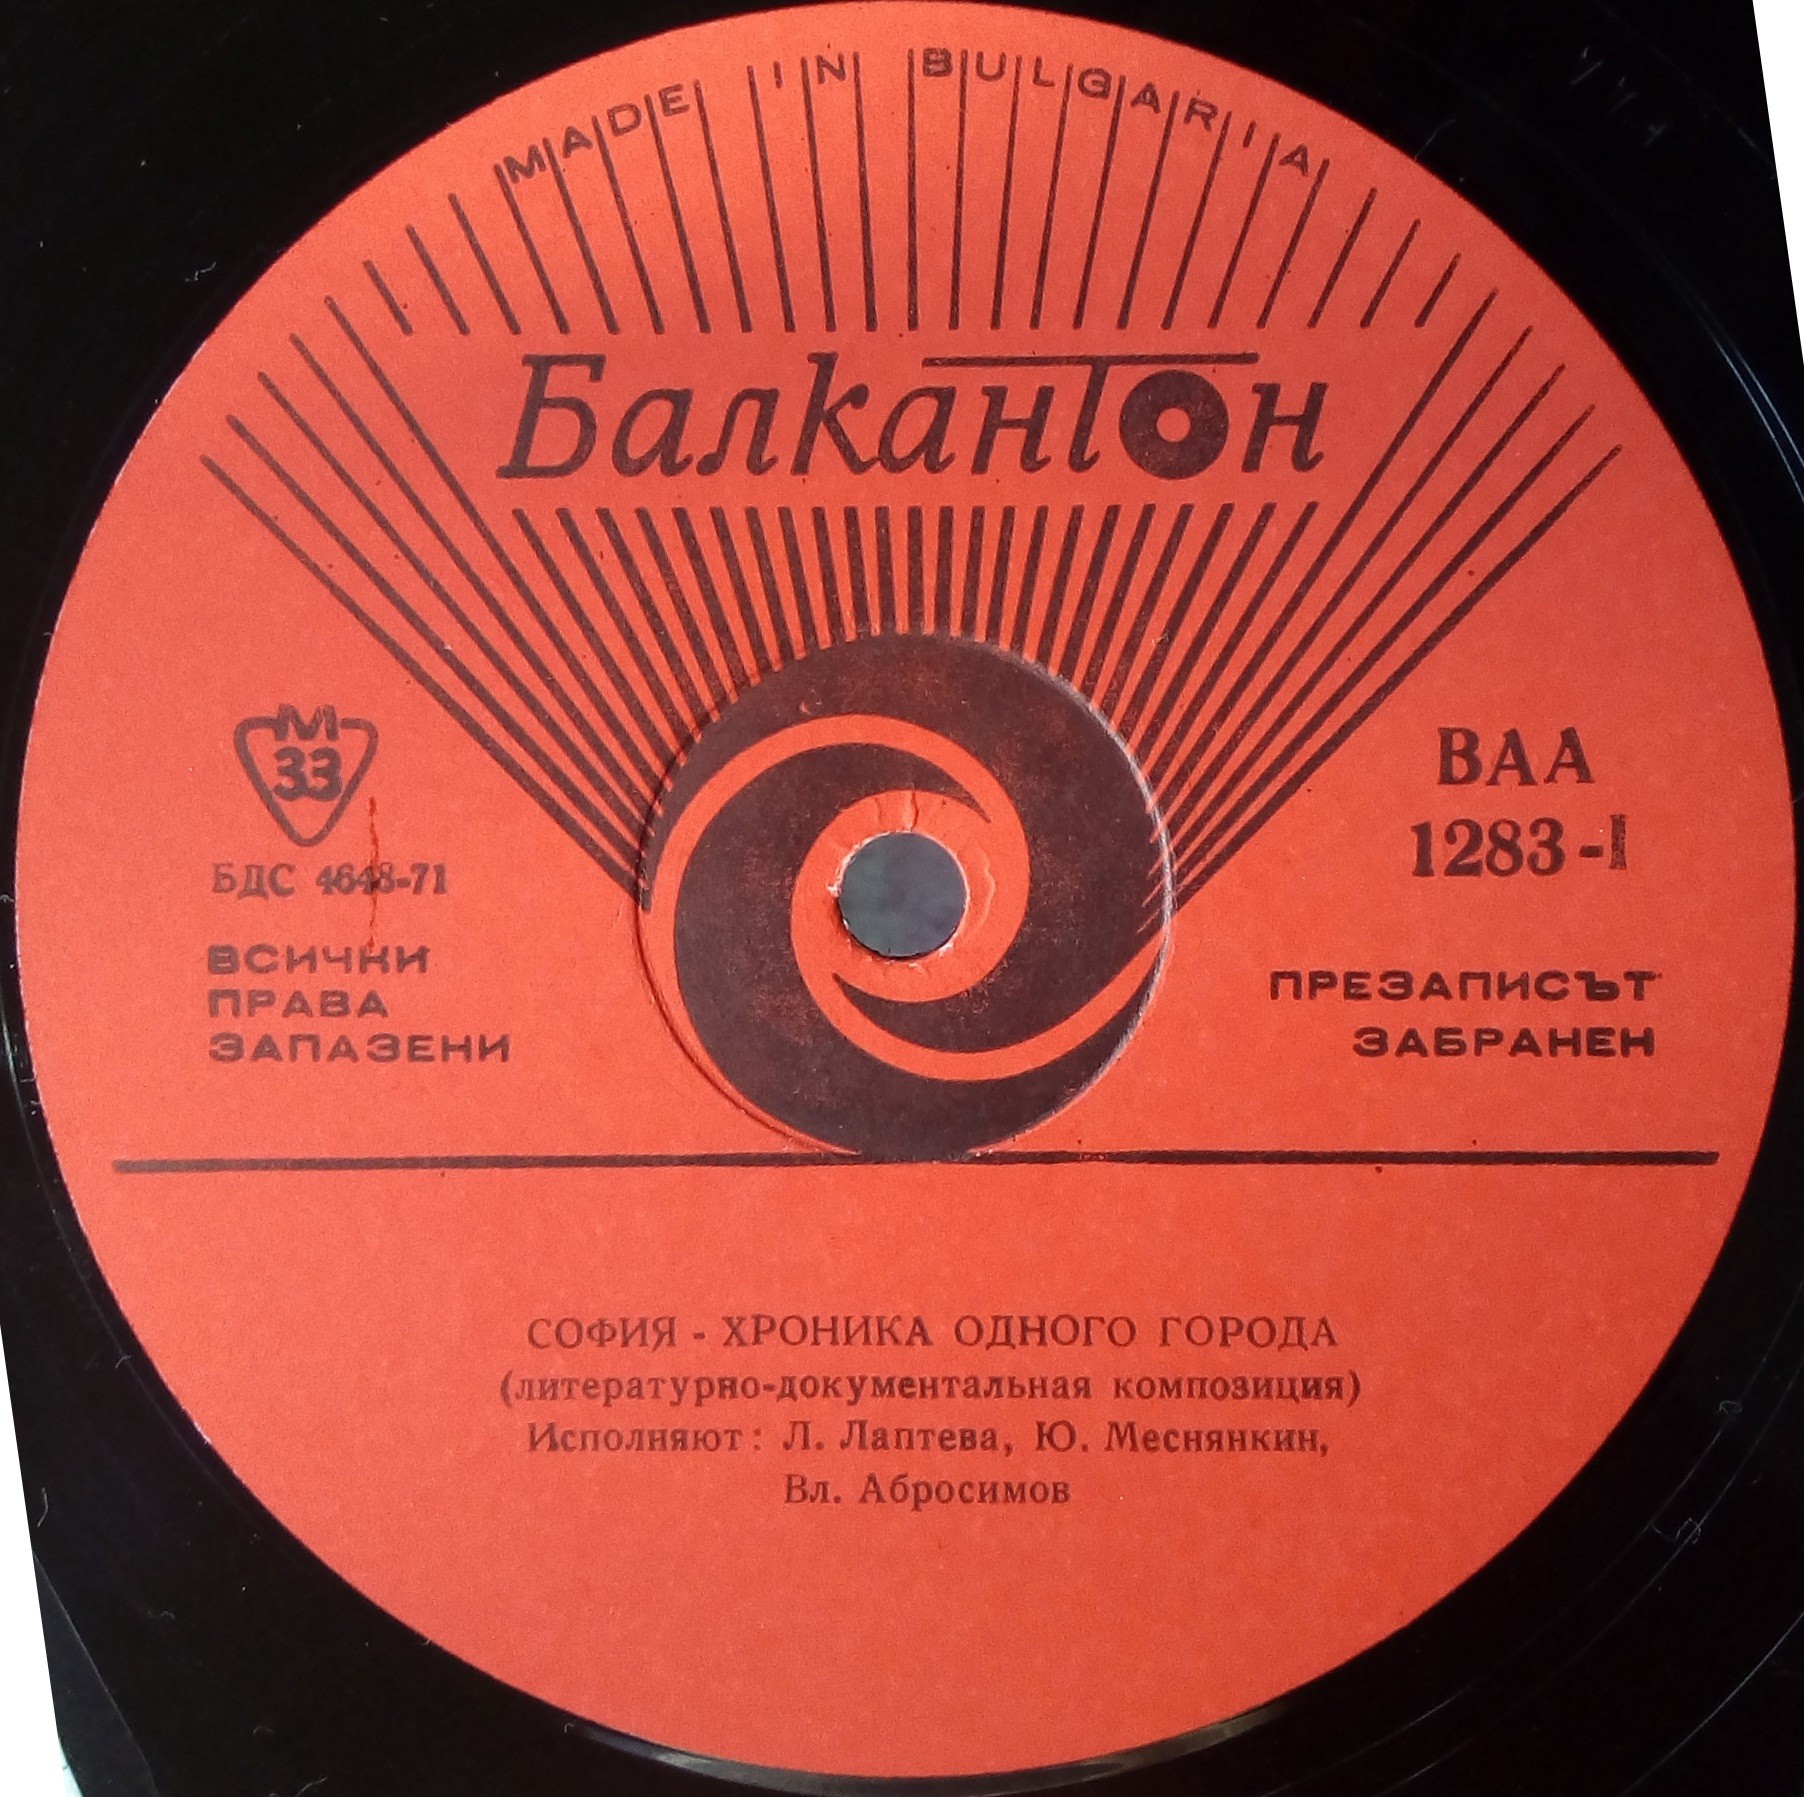 MADE IN BULGARIA
Балкантон
М
33
БДС 4648-71
ВСИЧКИ
ПРАВА
ЗАПАЗЕНИ
ВАА
1283-I
ПРЕЗАПИСЪТ
ЗАБРАНЕН
СОФИЯ - ХРОНИКА ОДНОГО ГОРОДА
(литературно-документальная композиция)
Исполняют: Л. Лаптева, Ю. Меснянкин,
Вл. Абросимов